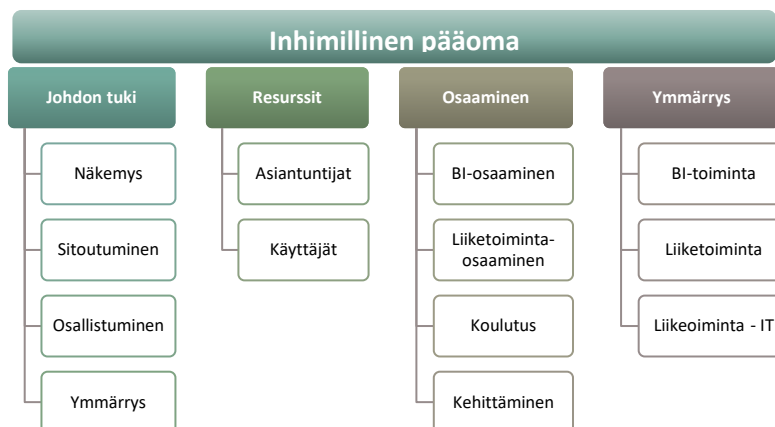 Inhimillinen pääoma
Johdon tuki
Näkemys
Sitoutuminen
Osallistuminen
Ymmärrys
Resurssit
Asiantuntijat
Käyttäjät
Osaaminen
BI-osaaminen
Liiketoiminta-
osaaminen
Koulutus
Kehittäminen
Ymmärrys
BI-toiminta
Liiketoiminta
Liikeoiminta - IT